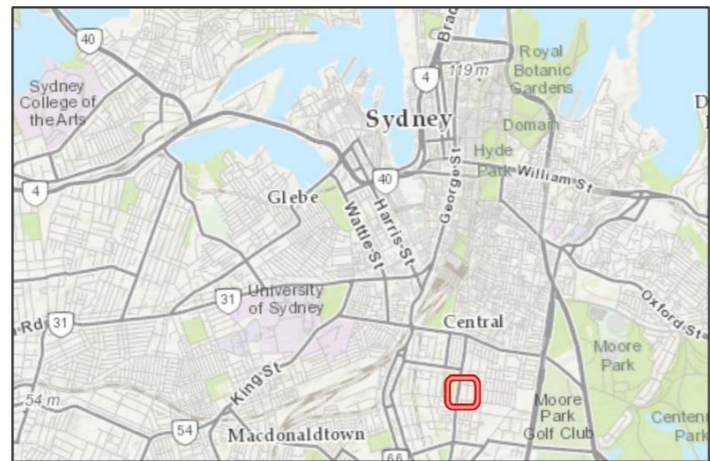 40
Brad
4
119 m
Royal
Botanic
Gardens
Sydney
College of
the Arts
Sydney
Domain
D
Hyde
Park
4
40
William St
Glebe
George St
Wattle St
Harris St
31
University
of Sydney
Rd 31
Central
Oxford St
Moore
Park
King St
54 m
Moore
Park
Golf Club
Centenn
Park
54
Macdonaldtown
66